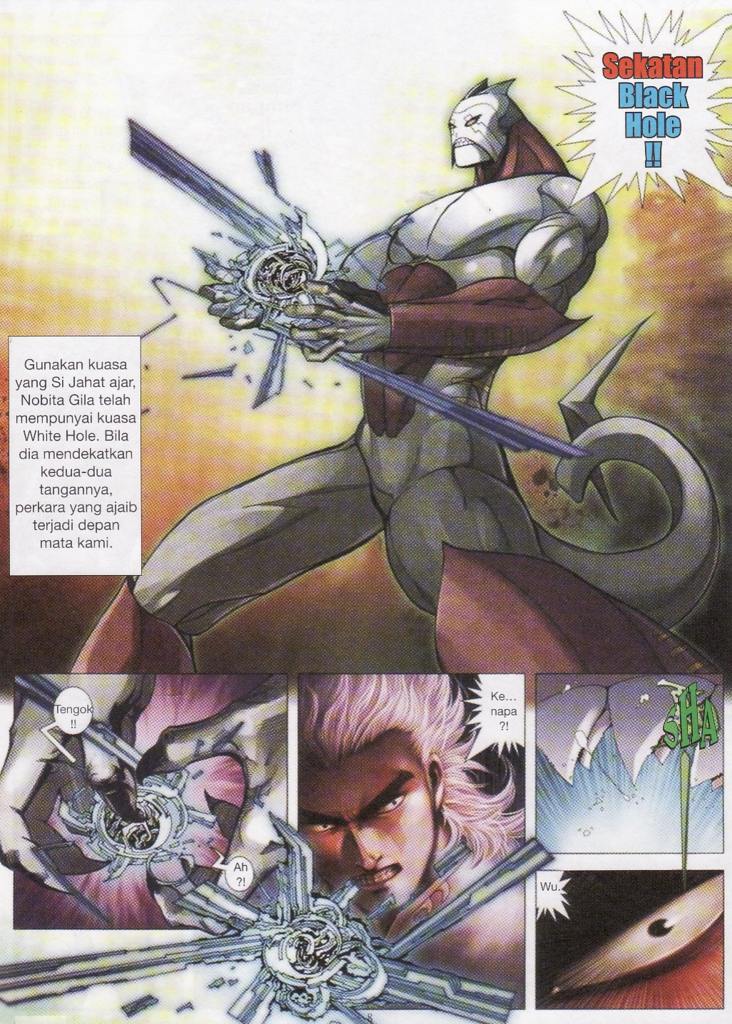 Sekatan
Black
Hole
!!
Gunakan kuasa
yang Si Jahat ajar,
Nobita Gila telah
mempunyai kuasa
White Hole. Bila
dia mendekatkan
kedua-dua
tangannya,
perkara yang ajaib
terjadi depan
mata kami.
Tengok
!!
Ah
?!
Ke...
napa
?!
SHA
Wu.
8